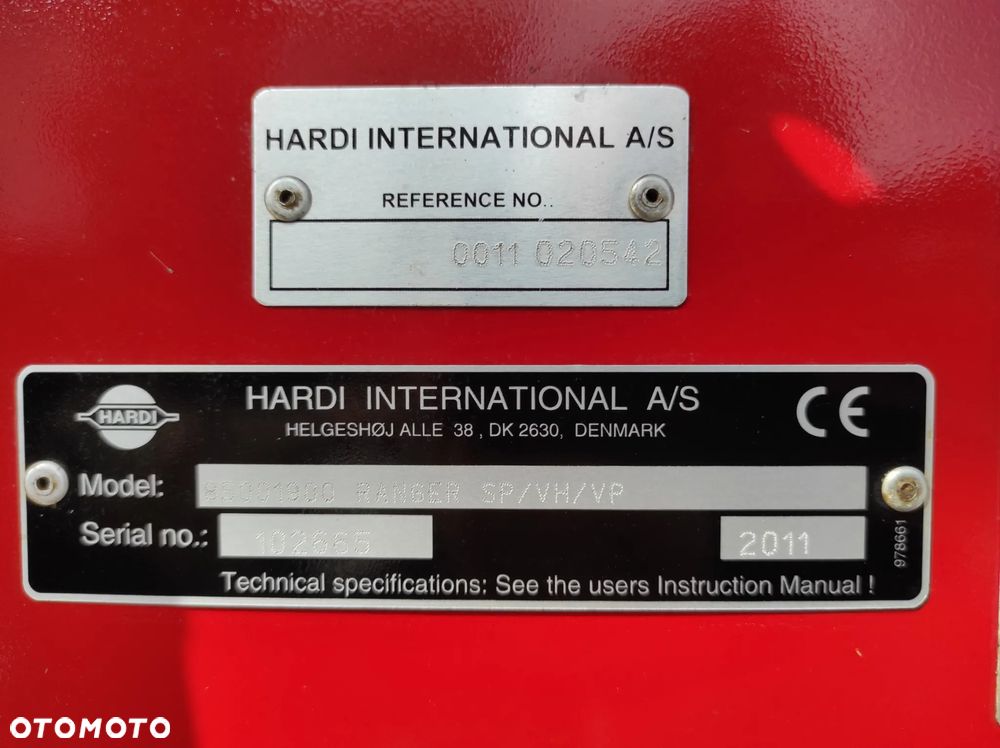 HARDI INTERNATIONAL A/S
REFERENCE NO..
0011 020542
HARDI
HARDI INTERNATIONAL A/S
HELGESHØJ ALLE 38 , DK 2630, DENMARK
CE
Model: RANGER SP/VH/VP
Serial no.: 102665 2011
978661
Technical specifications: See the users Instruction Manual !
OTOMOTO